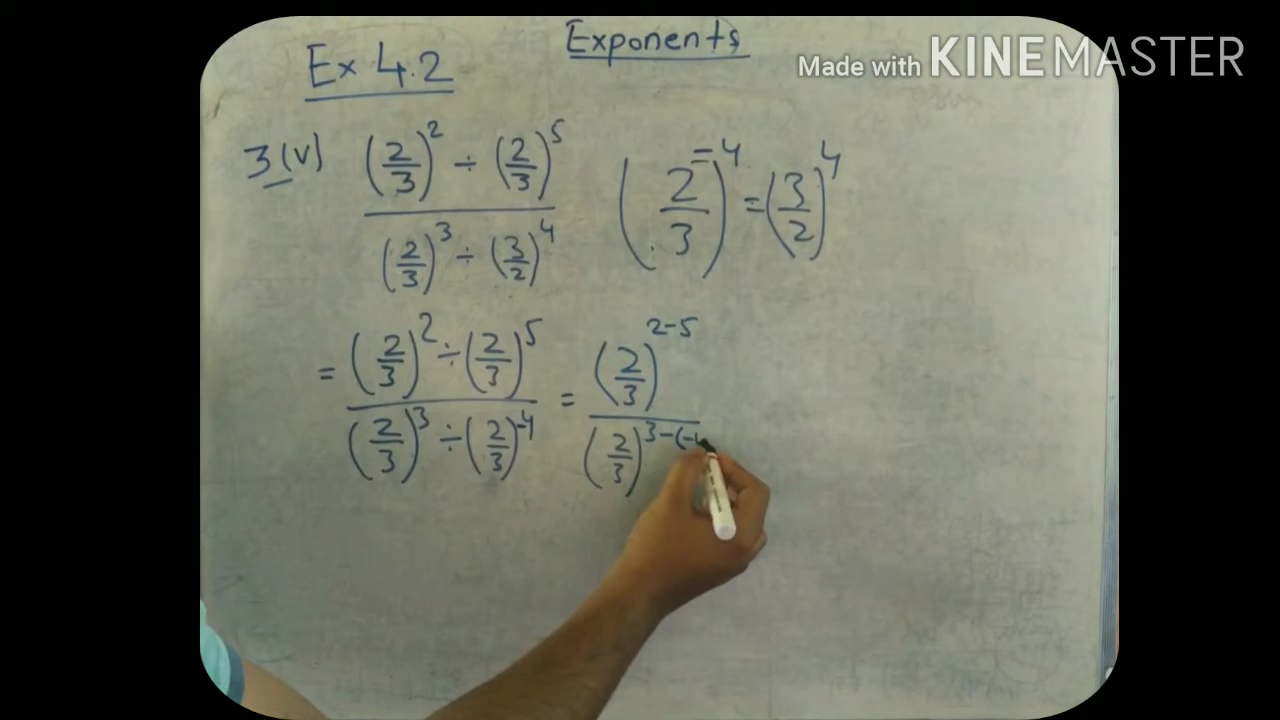 Exponents
Made with KINEMASTER
Ex 4.2
3(v) (2/3)^2 ÷ (2/3)^5
(2/3)^3 ÷ (3/2)^4
(2/3)^-4 = (3/2)^4
= (2/3)^2 ÷ (2/3)^5 = (2/3)^2-5
(2/3)^3 ÷ (2/3)^-4 (2/3)^3-(-4